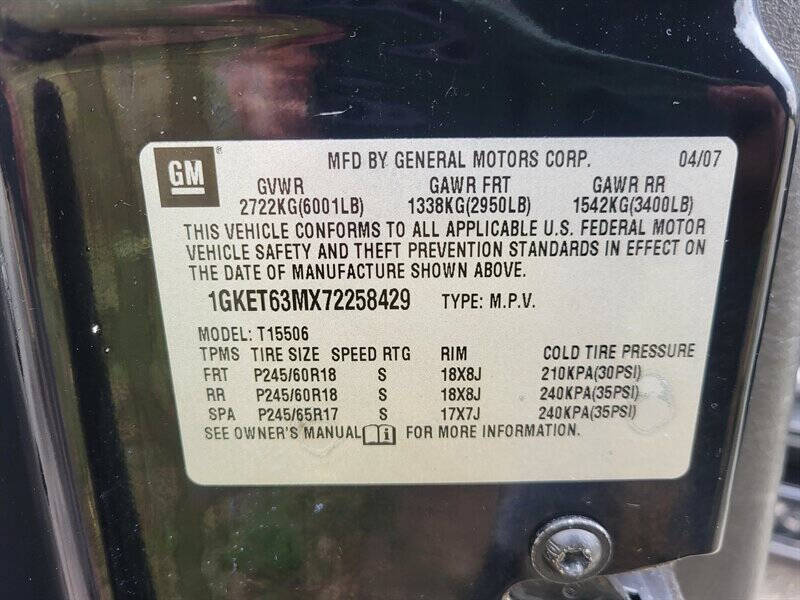 GM ® MFD BY GENERAL MOTORS CORP. 04/07
GVWR GAWR FRT GAWR RR
2722KG(6001LB) 1338KG(2950LB) 1542KG(3400LB)
THIS VEHICLE CONFORMS TO ALL APPLICABLE U.S. FEDERAL MOTOR
VEHICLE SAFETY AND THEFT PREVENTION STANDARDS IN EFFECT ON
THE DATE OF MANUFACTURE SHOWN ABOVE.
1GKET63MX72258429 TYPE: M.P.V.
MODEL: T15506
TPMS TIRE SIZE SPEED RTG RIM COLD TIRE PRESSURE
FRT P245/60R18 S 18X8J 210KPA(30PSI)
RR P245/60R18 S 18X8J 240KPA(35PSI)
SPA P245/65R17 S 17X7J 240KPA(35PSI)
SEE OWNER'S MANUAL i FOR MORE INFORMATION.